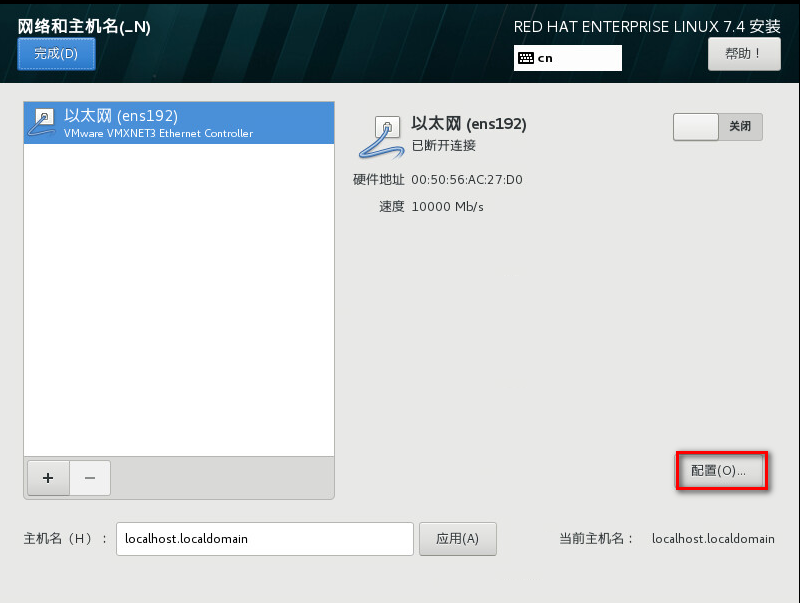 网络和主机名(_N)
RED HAT ENTERPRISE LINUX 7.4 安装
完成(D)
cn
帮助！
以太网 (ens192)
VMware VMXNET3 Ethernet Controller
以太网 (ens192)
已断开连接
关闭
硬件地址 00:50:56:AC:27:D0
速度 10000 Mb/s
+ −
配置(O)...
主机名（H）： localhost.localdomain 应用(A) 当前主机名： localhost.localdomain